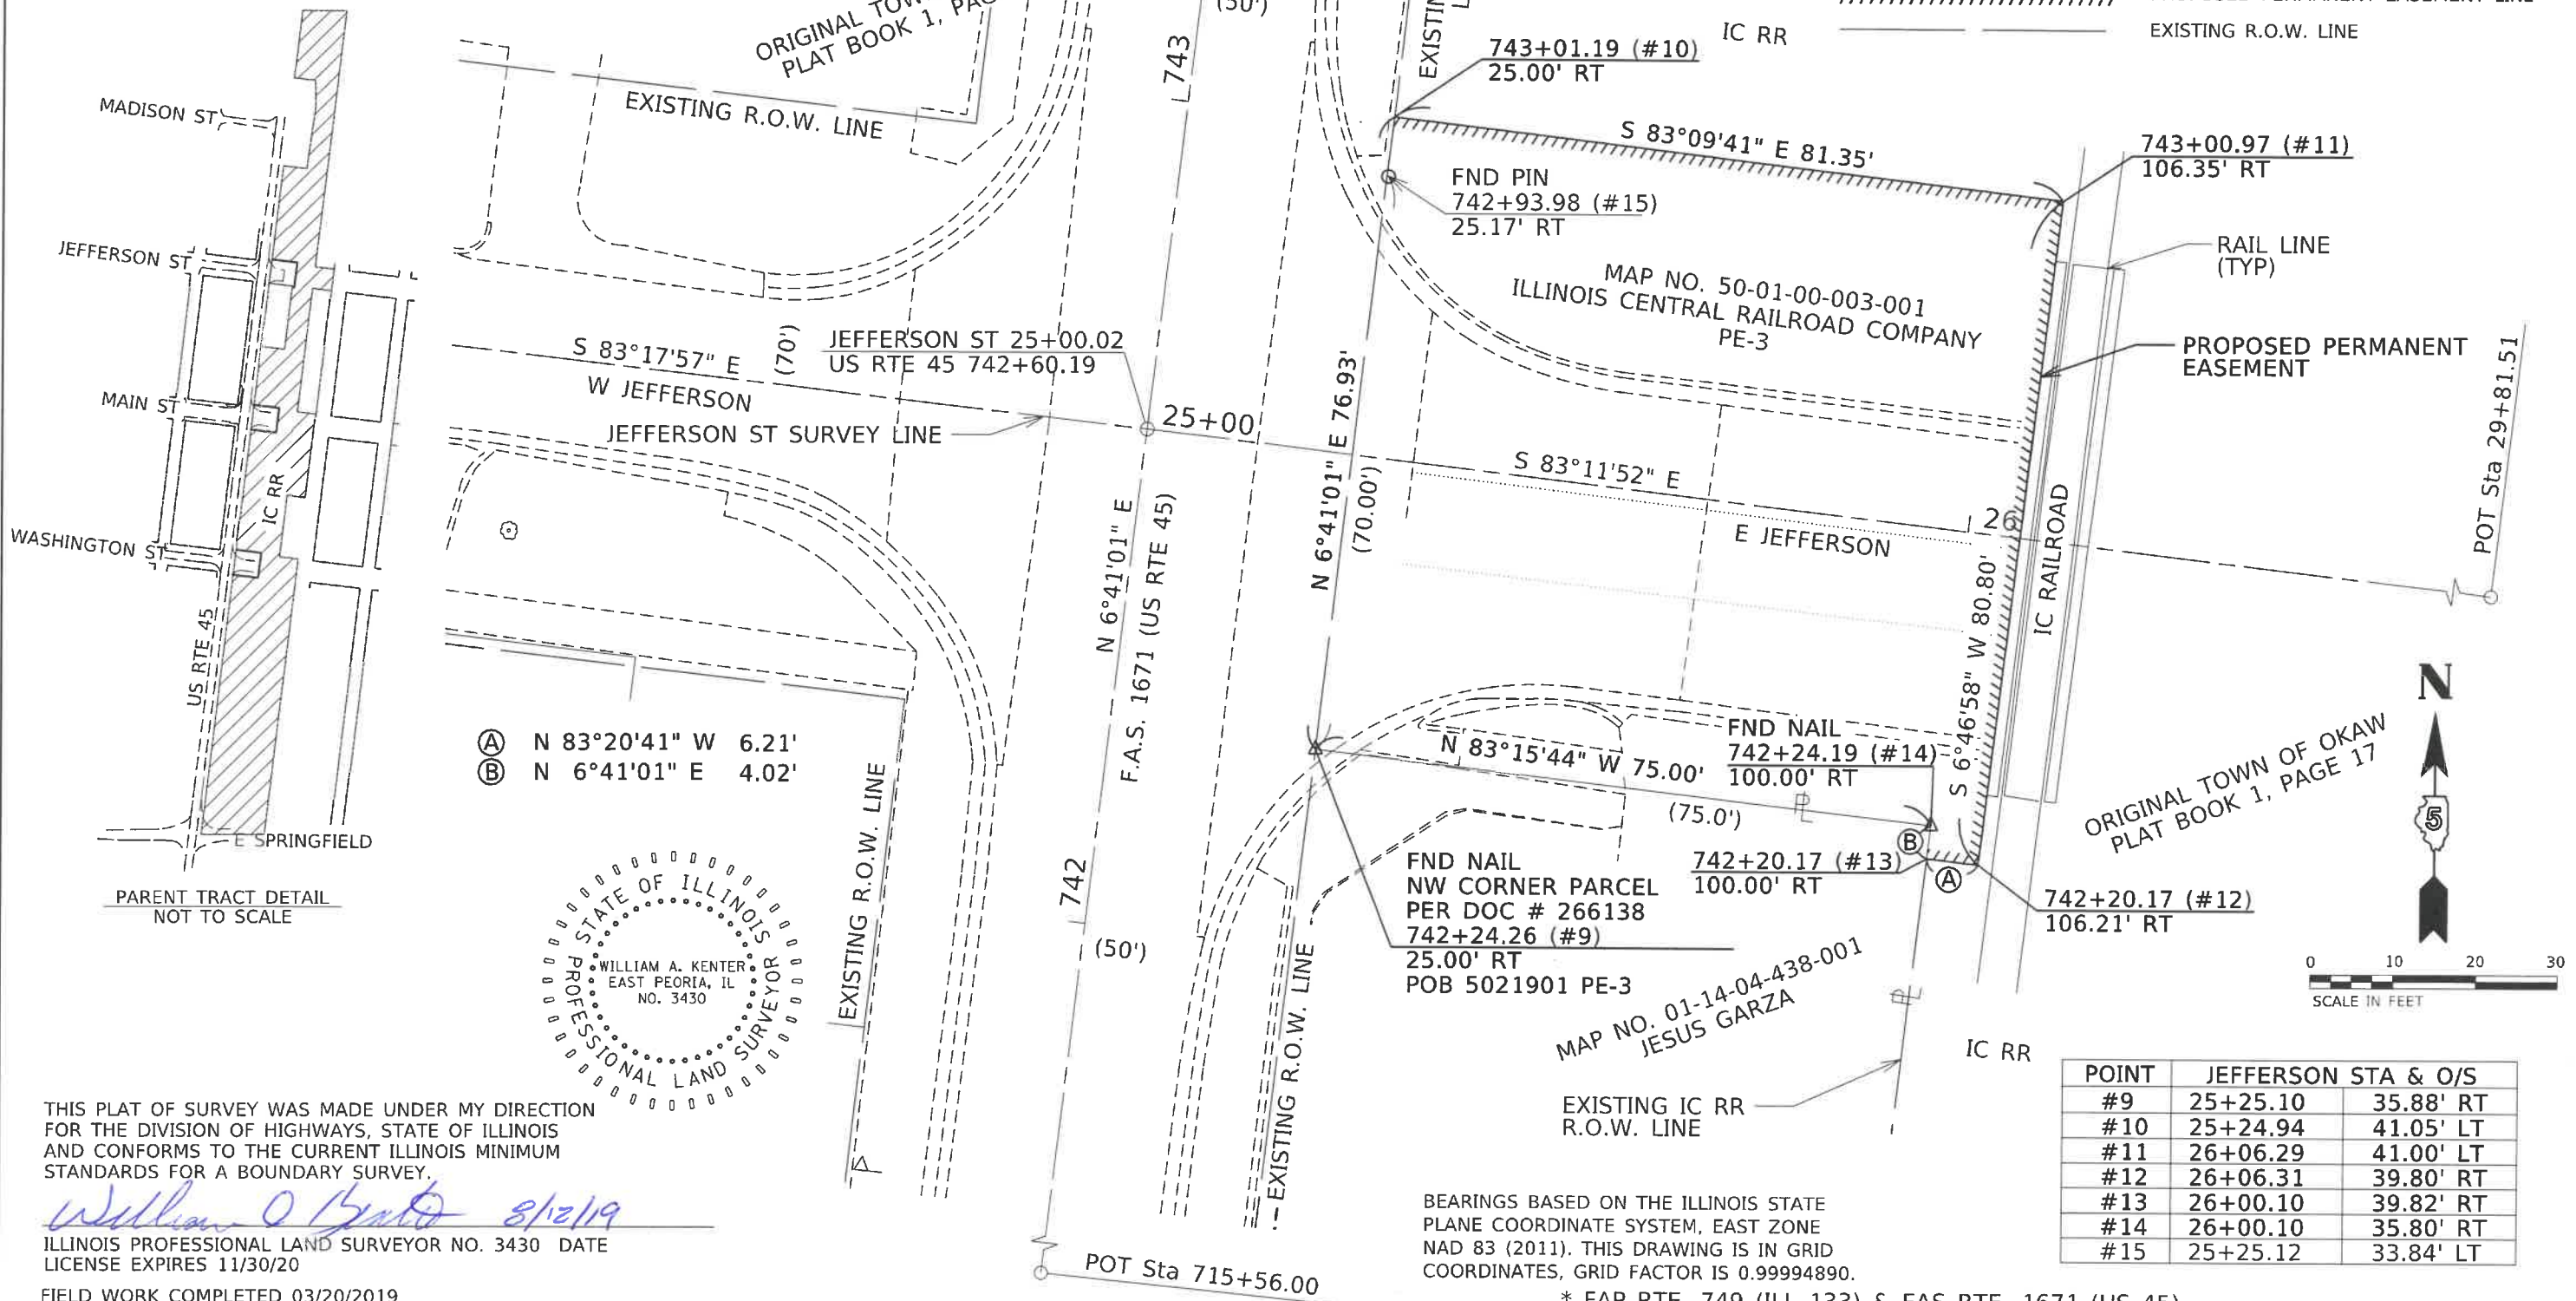 ORIGINAL TOWN
PLAT BOOK 1, PAG
(50')
EXISTING R.O.W. LINE
743
IC RR
EXISTING R.O.W. LINE
743+01.19 (#10)
25.00' RT
S 83°09'41" E 81.35'
743+00.97 (#11)
106.35' RT
FND PIN
742+93.98 (#15)
25.17' RT
RAIL LINE
(TYP)
MAP NO. 50-01-00-003-001
ILLINOIS CENTRAL RAILROAD COMPANY
PE-3
PROPOSED PERMANENT
EASEMENT
POT Sta 29+81.51
MADISON ST
JEFFERSON ST
MAIN ST
WASHINGTON ST
IC RR
US RTE 45
E SPRINGFIELD
PARENT TRACT DETAIL
NOT TO SCALE
S 83°17'57" E
(70')
W JEFFERSON
JEFFERSON ST 25+00.02
US RTE 45 742+60.19
JEFFERSON ST SURVEY LINE
25+00
N 6°41'01" E 76.93'
(70.00')
S 83°11'52" E
E JEFFERSON
26
IC RAILROAD
S 6°46'58" W 80.80'
N 6°41'01" E
F.A.S. 1671 (US RTE 45)
A N 83°20'41" W 6.21'
B N 6°41'01" E 4.02'
EXISTING R.O.W. LINE
742
(50')
N 83°15'44" W 75.00'
(75.0')
PL
FND NAIL
742+24.19 (#14)
100.00' RT
B
A
742+20.17 (#13)
100.00' RT
742+20.17 (#12)
106.21' RT
FND NAIL
NW CORNER PARCEL
PER DOC # 266138
742+24.26 (#9)
25.00' RT
POB 5021901 PE-3
ORIGINAL TOWN OF OKAW
PLAT BOOK 1, PAGE 17
N
5
0 10 20 30
SCALE IN FEET
EXISTING R.O.W. LINE
MAP NO. 01-14-04-438-001
JESUS GARZA
PL
IC RR
EXISTING IC RR
R.O.W. LINE
STATE OF ILLINOIS
PROFESSIONAL LAND SURVEYOR
WILLIAM A. KENTER
EAST PEORIA, IL
NO. 3430
THIS PLAT OF SURVEY WAS MADE UNDER MY DIRECTION
FOR THE DIVISION OF HIGHWAYS, STATE OF ILLINOIS
AND CONFORMS TO THE CURRENT ILLINOIS MINIMUM
STANDARDS FOR A BOUNDARY SURVEY.
8/12/19
ILLINOIS PROFESSIONAL LAND SURVEYOR NO. 3430 DATE
LICENSE EXPIRES 11/30/20
FIELD WORK COMPLETED 03/20/2019
POT Sta 715+56.00
BEARINGS BASED ON THE ILLINOIS STATE
PLANE COORDINATE SYSTEM, EAST ZONE
NAD 83 (2011). THIS DRAWING IS IN GRID
COORDINATES, GRID FACTOR IS 0.99994890.
POINT JEFFERSON STA & O/S
#9 25+25.10 35.88' RT
#10 25+24.94 41.05' LT
#11 26+06.29 41.00' LT
#12 26+06.31 39.80' RT
#13 26+00.10 39.82' RT
#14 26+00.10 35.80' RT
#15 25+25.12 33.84' LT